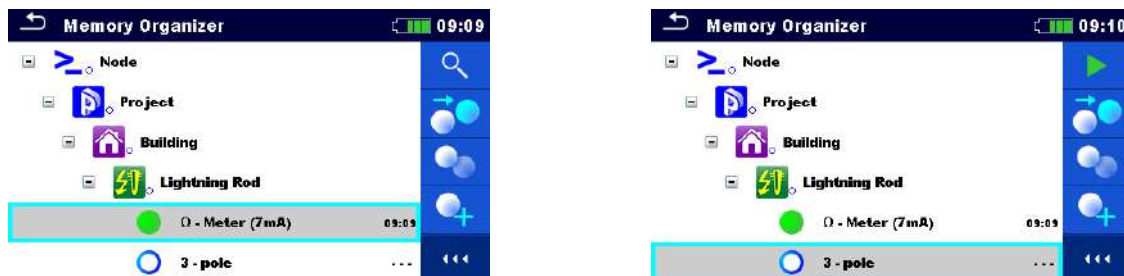 Memory Organizer 09:09
Node
Project
Building
Lightning Rod
Ω - Meter (7mA) 09:09
3 - pole - - -
Memory Organizer 09:10
Node
Project
Building
Lightning Rod
Ω - Meter (7mA) 09:09
3 - pole - - -